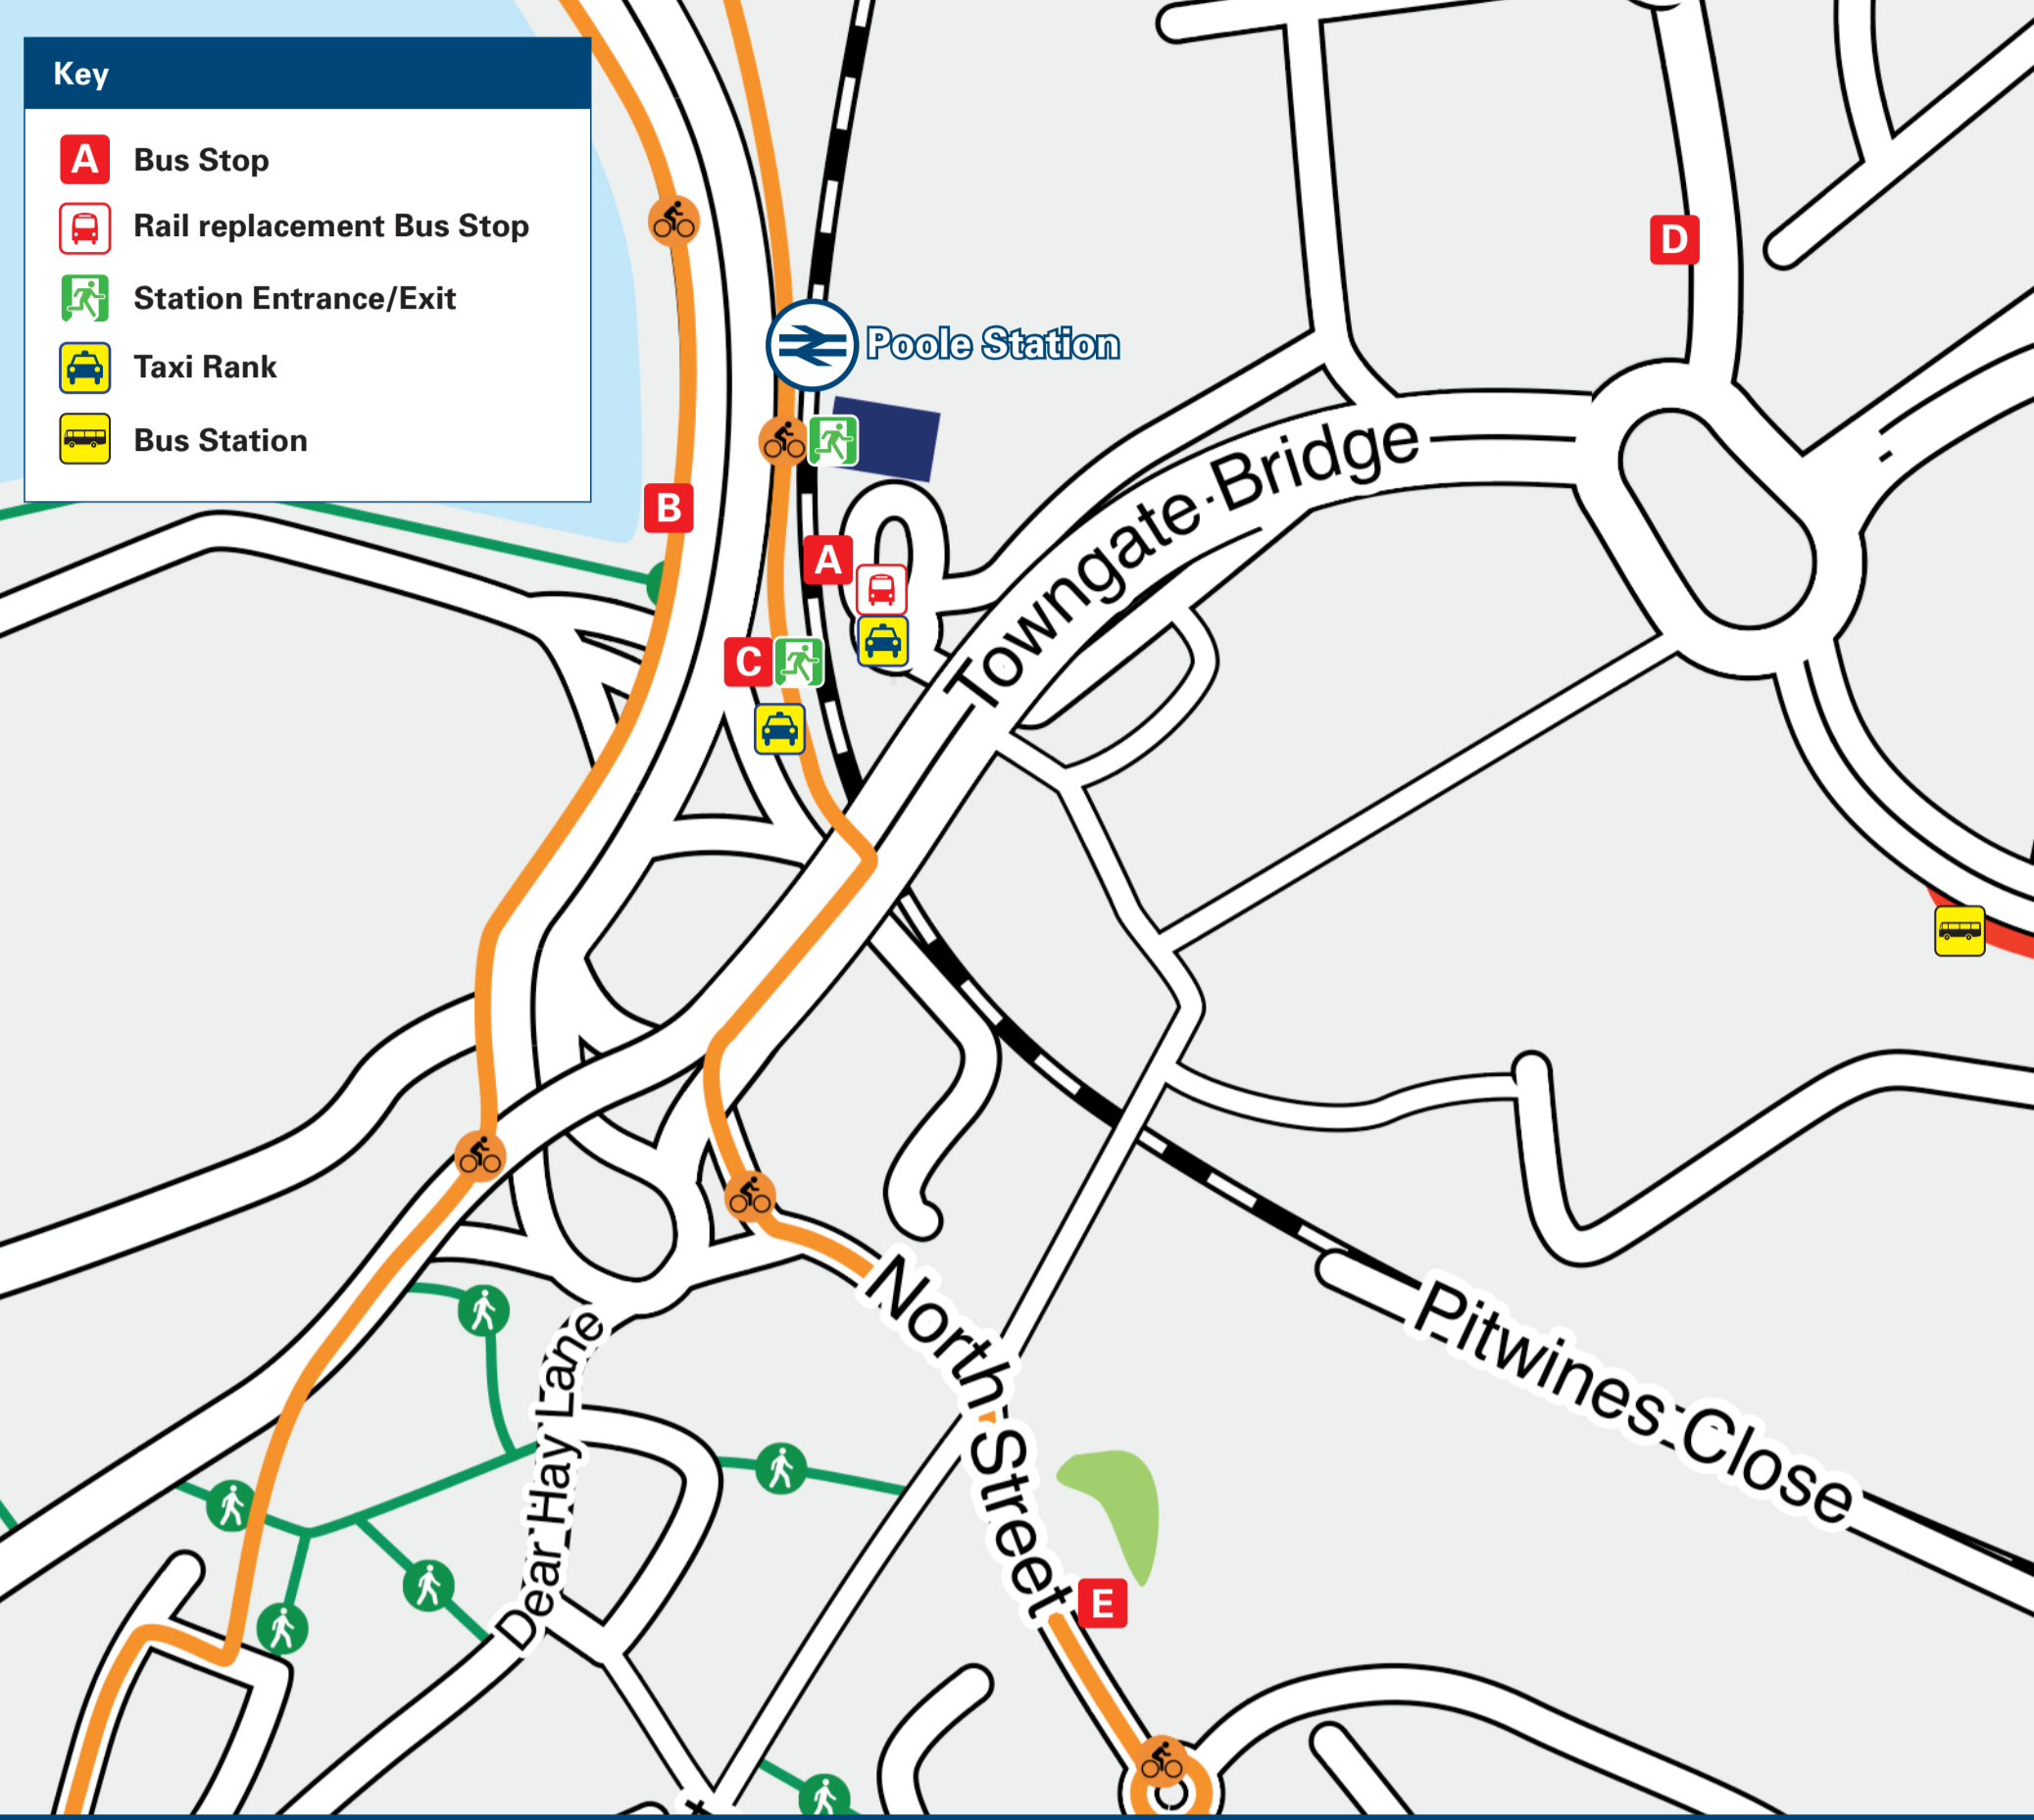 Key
A Bus Stop
Rail replacement Bus Stop
Station Entrance/Exit
Taxi Rank
Bus Station
D
Poole Station
Towngate Bridge
B
A
C
North Street
Pitwines Close
Dear Hay Lane
E